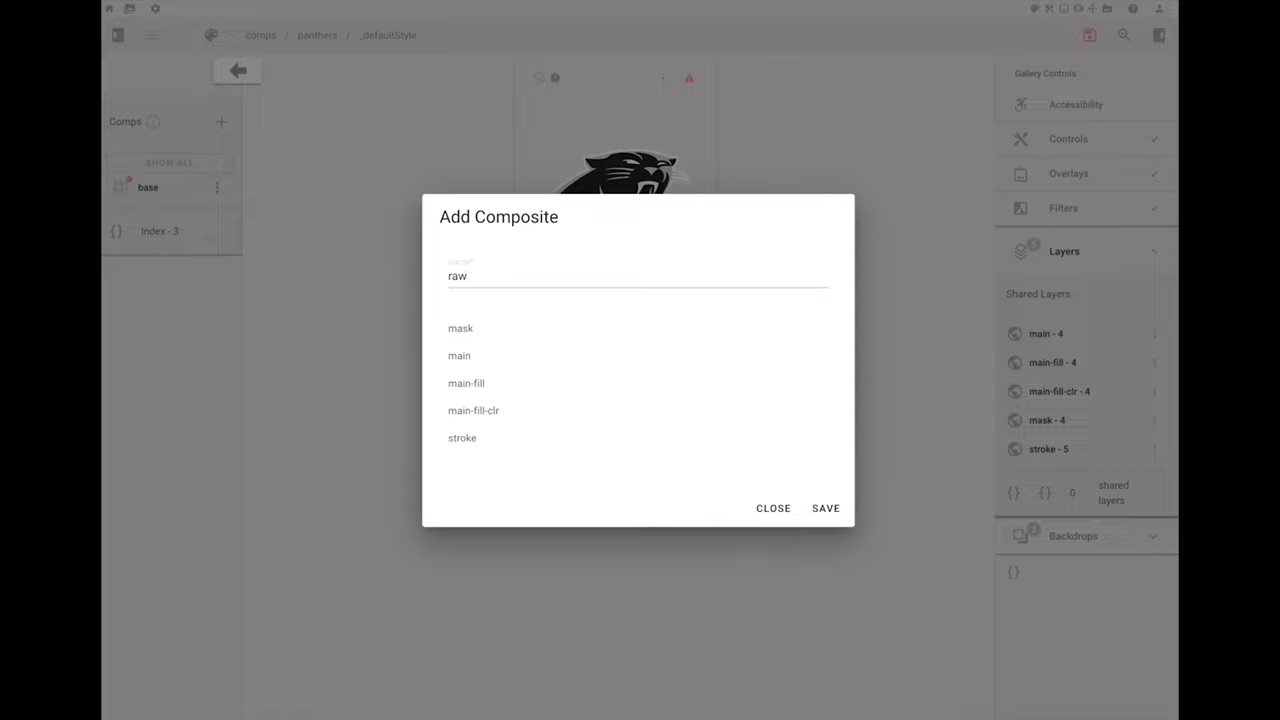 comps / panthers / _defaultStyle
Gallery Controls
Accessibility
Comps
SHOW ALL
base
Index - 3
Controls
Overlays
Filters
Layers
Shared Layers
main - 4
main-fill - 4
main-fill-clr - 4
mask - 4
stroke - 5
{} {} 0 shared
layers
Backdrops
{}
Add Composite
name*
raw
mask
main
main-fill
main-fill-clr
stroke
CLOSE SAVE